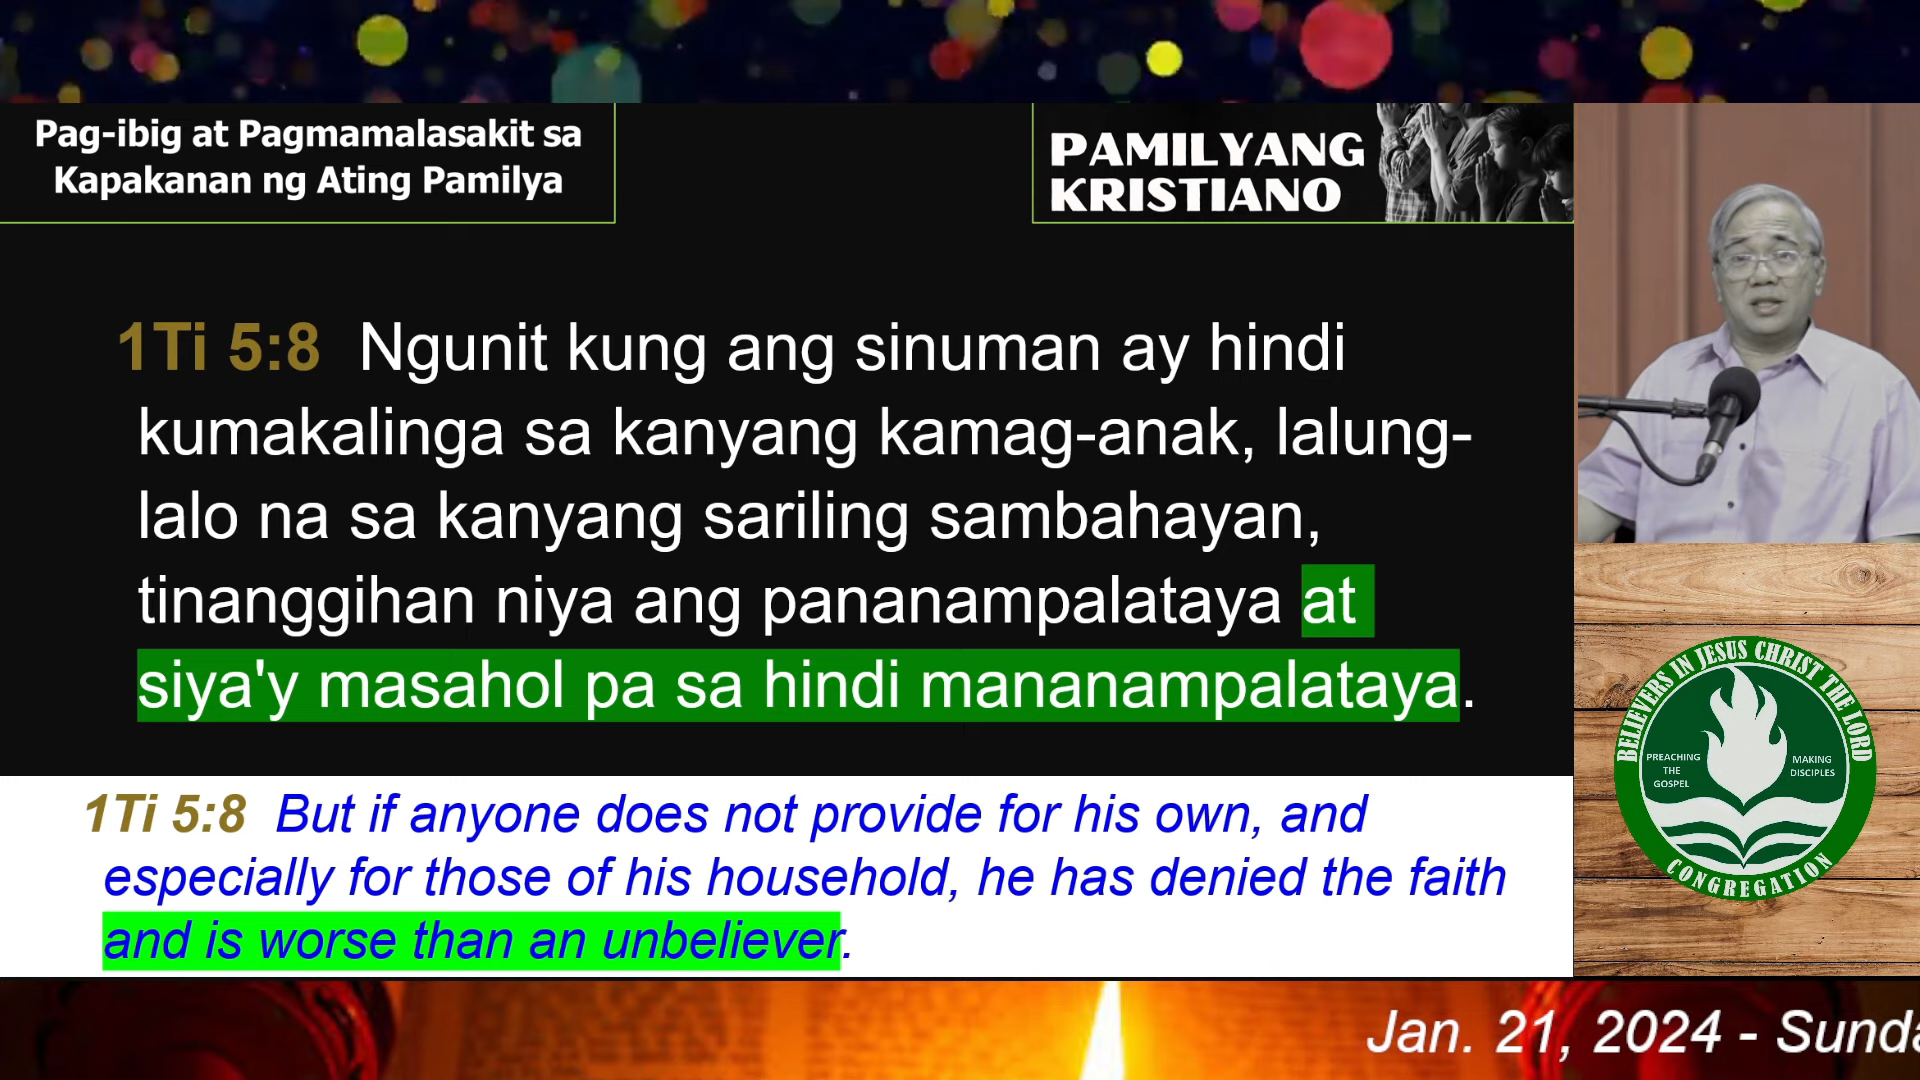 Pag-ibig at Pagmamalasakit sa
Kapakanan ng Ating Pamilya
PAMILYANG
KRISTIANO
1Ti 5:8 Ngunit kung ang sinuman ay hindi
kumakalinga sa kanyang kamag-anak, lalung-
lalo na sa kanyang sariling sambahayan,
tinanggihan niya ang pananampalataya at
siya'y masahol pa sa hindi mananampalataya.
1Ti 5:8 But if anyone does not provide for his own, and
especially for those of his household, he has denied the faith
and is worse than an unbeliever.
BELIEVERS IN JESUS CHRIST THE LORD
PREACHING
THE
GOSPEL
MAKING
DISCIPLES
CONGREGATION
Jan. 21, 2024 - Sunda